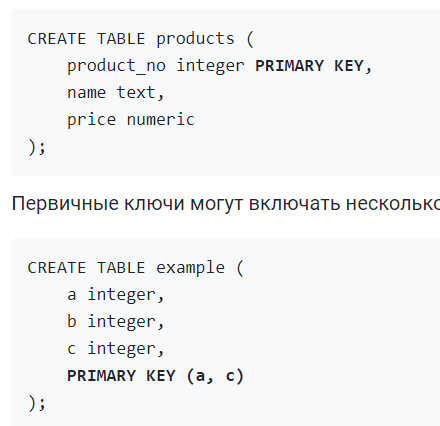 CREATE TABLE products (
    product_no integer PRIMARY KEY,
    name text,
    price numeric
);
Первичные ключи могут включать несколько
CREATE TABLE example (
    a integer,
    b integer,
    c integer,
    PRIMARY KEY (a, c)
);